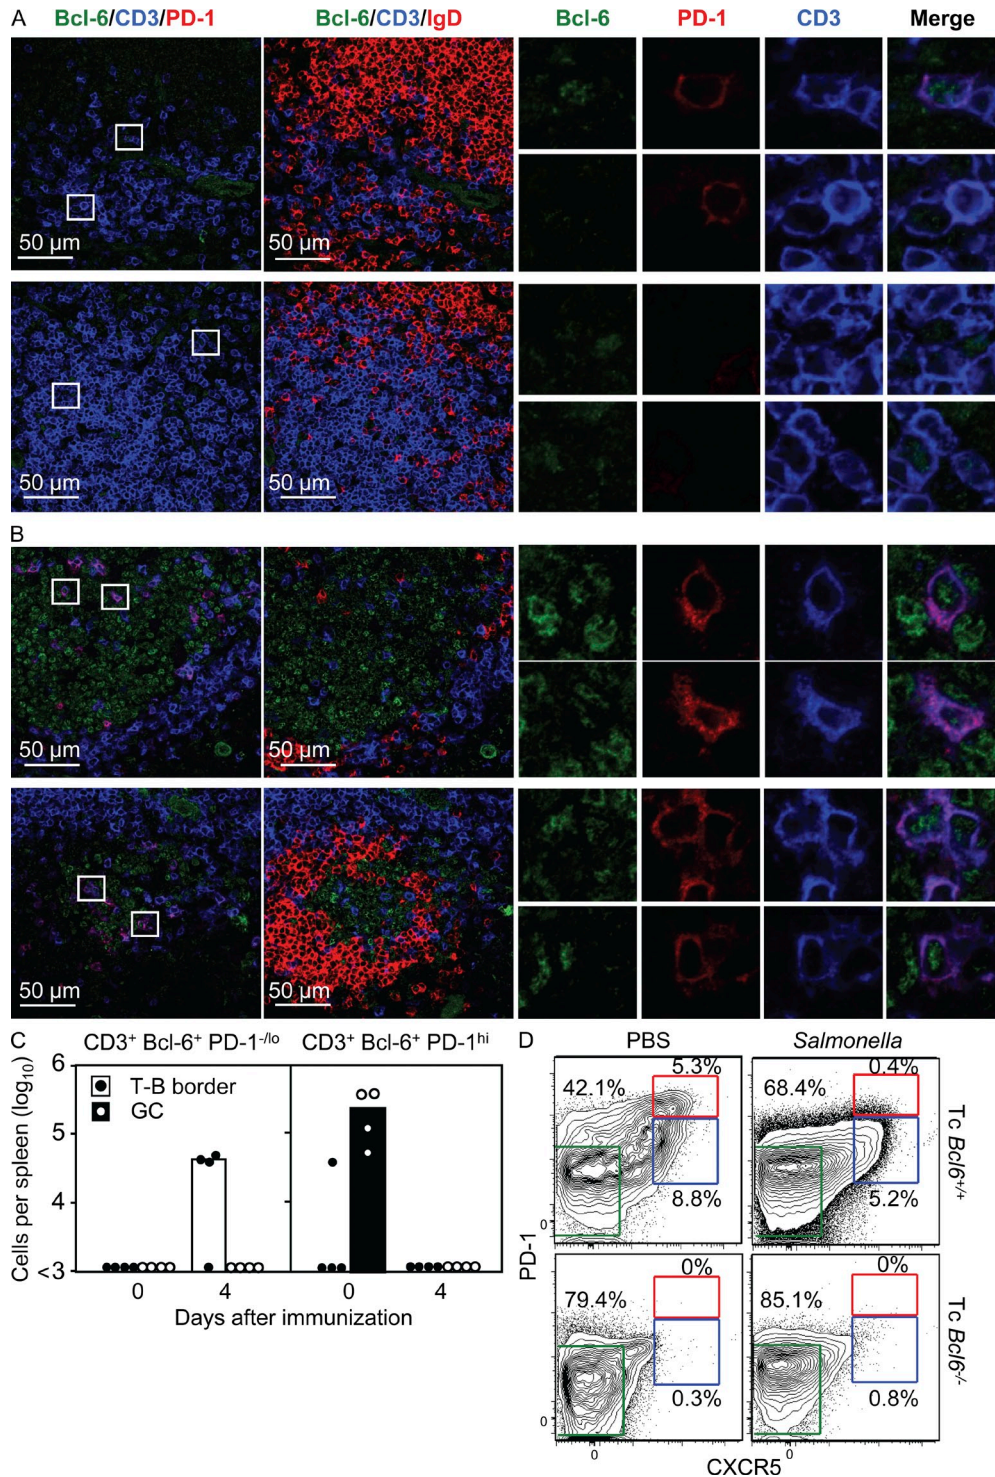 A
Bcl-6/CD3/PD-1 Bcl-6/CD3/IgD Bcl-6 PD-1 CD3 Merge
50 µm 50 µm
50 µm 50 µm
B
50 µm 50 µm
50 µm 50 µm
C
CD3+ Bcl-6+ PD-1-/lo CD3+ Bcl-6+ PD-1hi
Cells per spleen (log10)
6
5
4
<3
T-B border
GC
0 4 0 4
Days after immunization
D
PBS Salmonella
5.3% 0.4%
42.1% 68.4%
8.8% 5.2%
Tc Bcl6+/+
0% 0%
79.4% 85.1%
0.3% 0.8%
Tc Bcl6-/-
PD-1
0
0
0 0
CXCR5